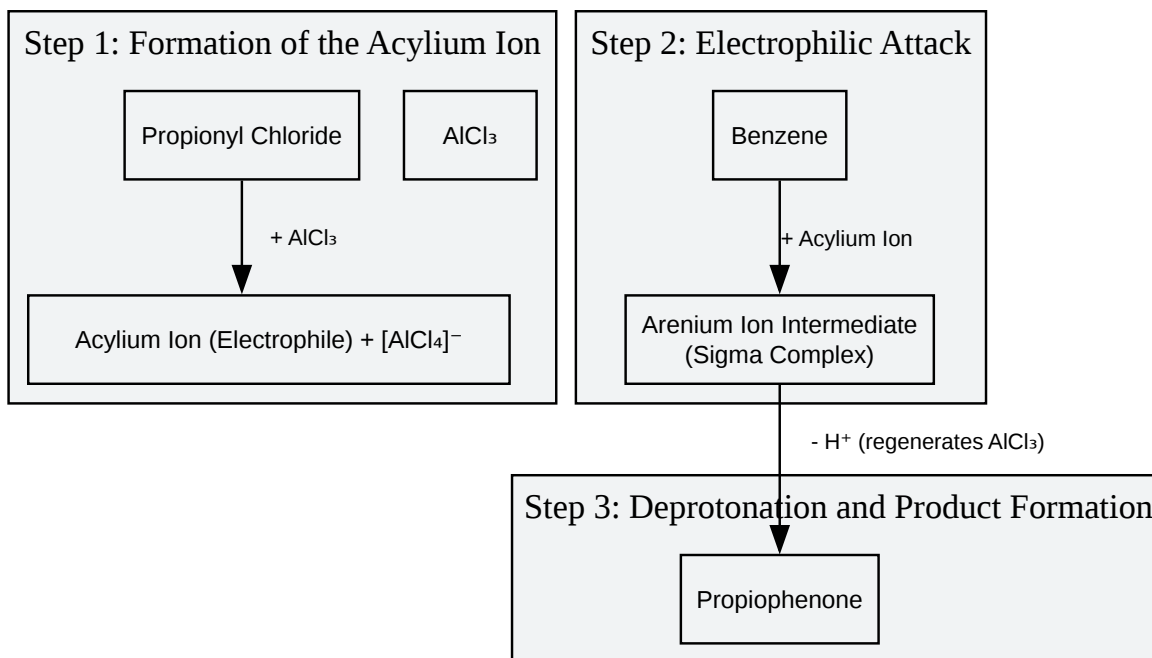 Step 1: Formation of the Acylium Ion
Propionyl Chloride
AlCl₃
+ AlCl₃
Acylium Ion (Electrophile) + [AlCl₄]⁻
Step 2: Electrophilic Attack
Benzene
+ Acylium Ion
Arenium Ion Intermediate
(Sigma Complex)
- H⁺ (regenerates AlCl₃)
Step 3: Deprotonation and Product Formation
Propiophenone